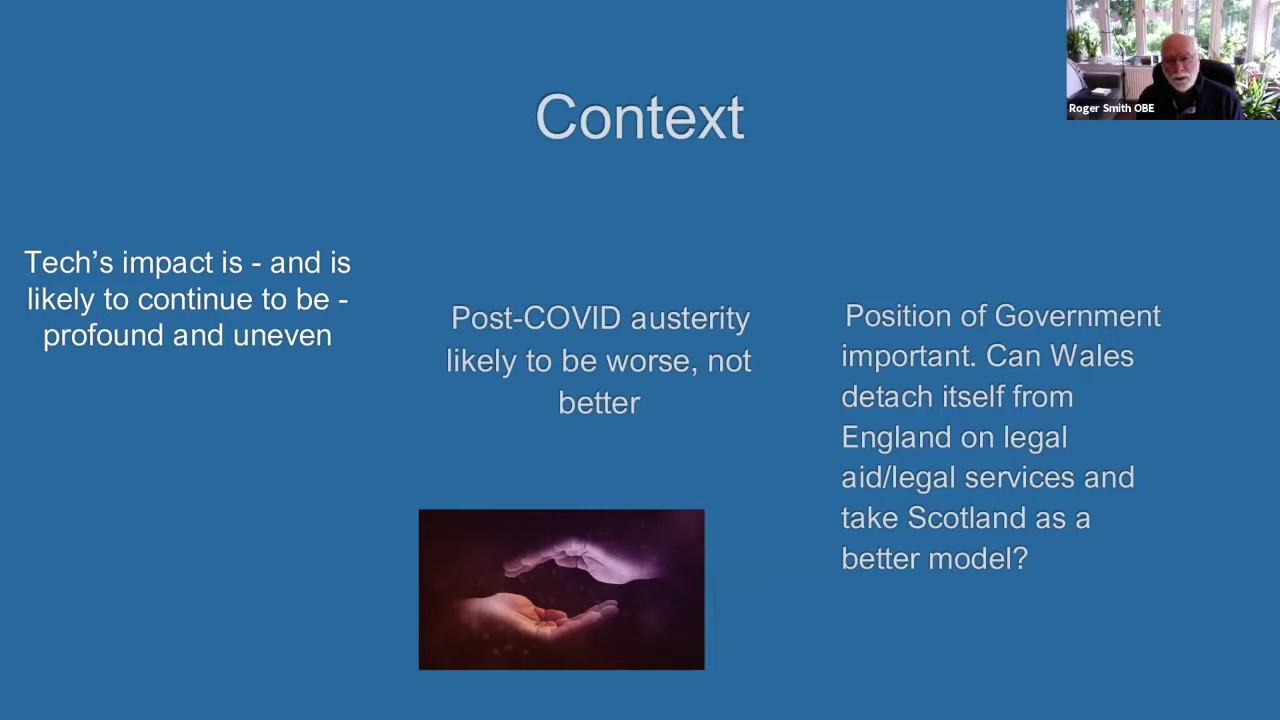 Context
Roger Smith OBE
Tech’s impact is - and is
likely to continue to be -
profound and uneven
Post-COVID austerity
likely to be worse, not
better
Position of Government
important. Can Wales
detach itself from
England on legal
aid/legal services and
take Scotland as a
better model?